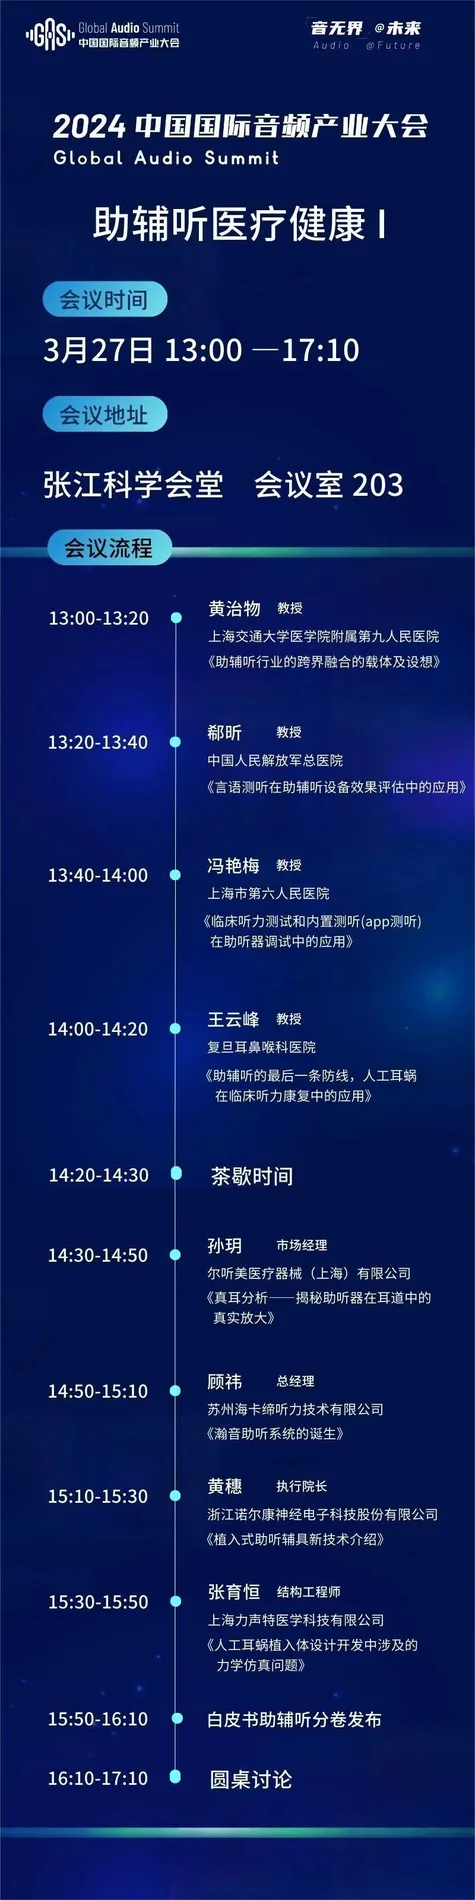 GAS Global Audio Summit
中国国际音频产业大会
音无界 @未来
Audio @Future
2024 中国国际音频产业大会
Global Audio Summit
助辅听医疗健康 I
会议时间
3月27日 13:00 —17:10
会议地址
张江科学会堂 会议室 203
会议流程
13:00-13:20 黄治物 教授
上海交通大学医学院附属第九人民医院
《助辅听行业的跨界融合的载体及设想》
13:20-13:40 郗昕 教授
中国人民解放军总医院
《言语测听在助辅听设备效果评估中的应用》
13:40-14:00 冯艳梅 教授
上海市第六人民医院
《临床听力测试和内置测听(app测听)
在助听器调试中的应用》
14:00-14:20 王云峰 教授
复旦耳鼻喉科医院
《助辅听的最后一条防线，人工耳蜗
在临床听力康复中的应用》
14:20-14:30 茶歇时间
14:30-14:50 孙玥 市场经理
尔听美医疗器械（上海）有限公司
《真耳分析——揭秘助听器在耳道中的
真实放大》
14:50-15:10 顾祎 总经理
苏州海卡缔听力技术有限公司
《瀚音助听系统的诞生》
15:10-15:30 黄穗 执行院长
浙江诺尔康神经电子科技股份有限公司
《植入式助听辅具新技术介绍》
15:30-15:50 张育恒 结构工程师
上海力声特医学科技有限公司
《人工耳蜗植入体设计开发中涉及的
力学仿真问题》
15:50-16:10 白皮书助辅听分卷发布
16:10-17:10 圆桌讨论